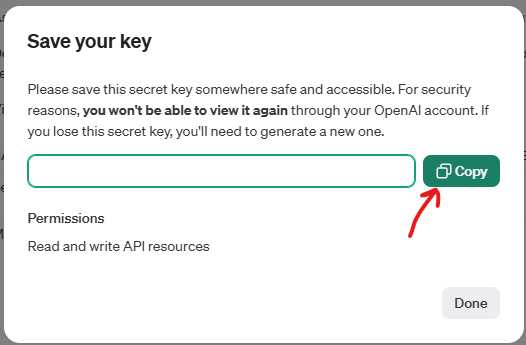 Save your key
Please save this secret key somewhere safe and accessible. For security
reasons, you won't be able to view it again through your OpenAI account. If
you lose this secret key, you'll need to generate a new one.
Copy
Permissions
Read and write API resources
Done